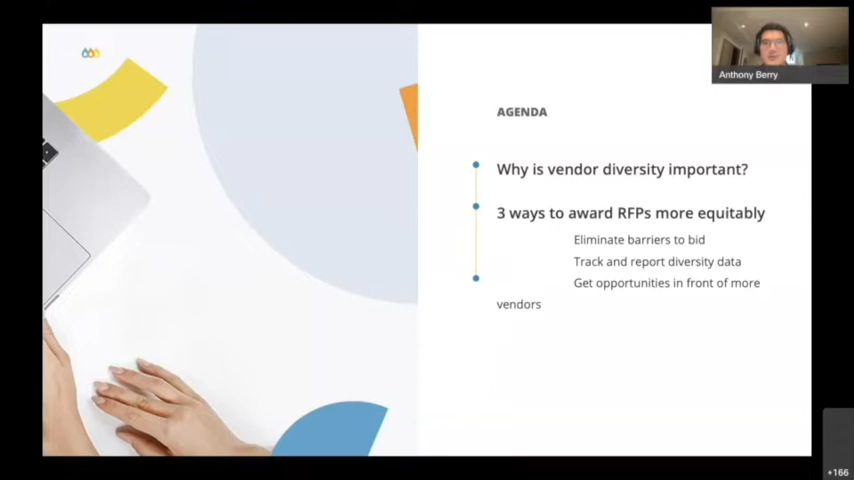 Anthony Berry
AGENDA
Why is vendor diversity important?
3 ways to award RFPs more equitably
Eliminate barriers to bid
Track and report diversity data
Get opportunities in front of more
vendors
+166